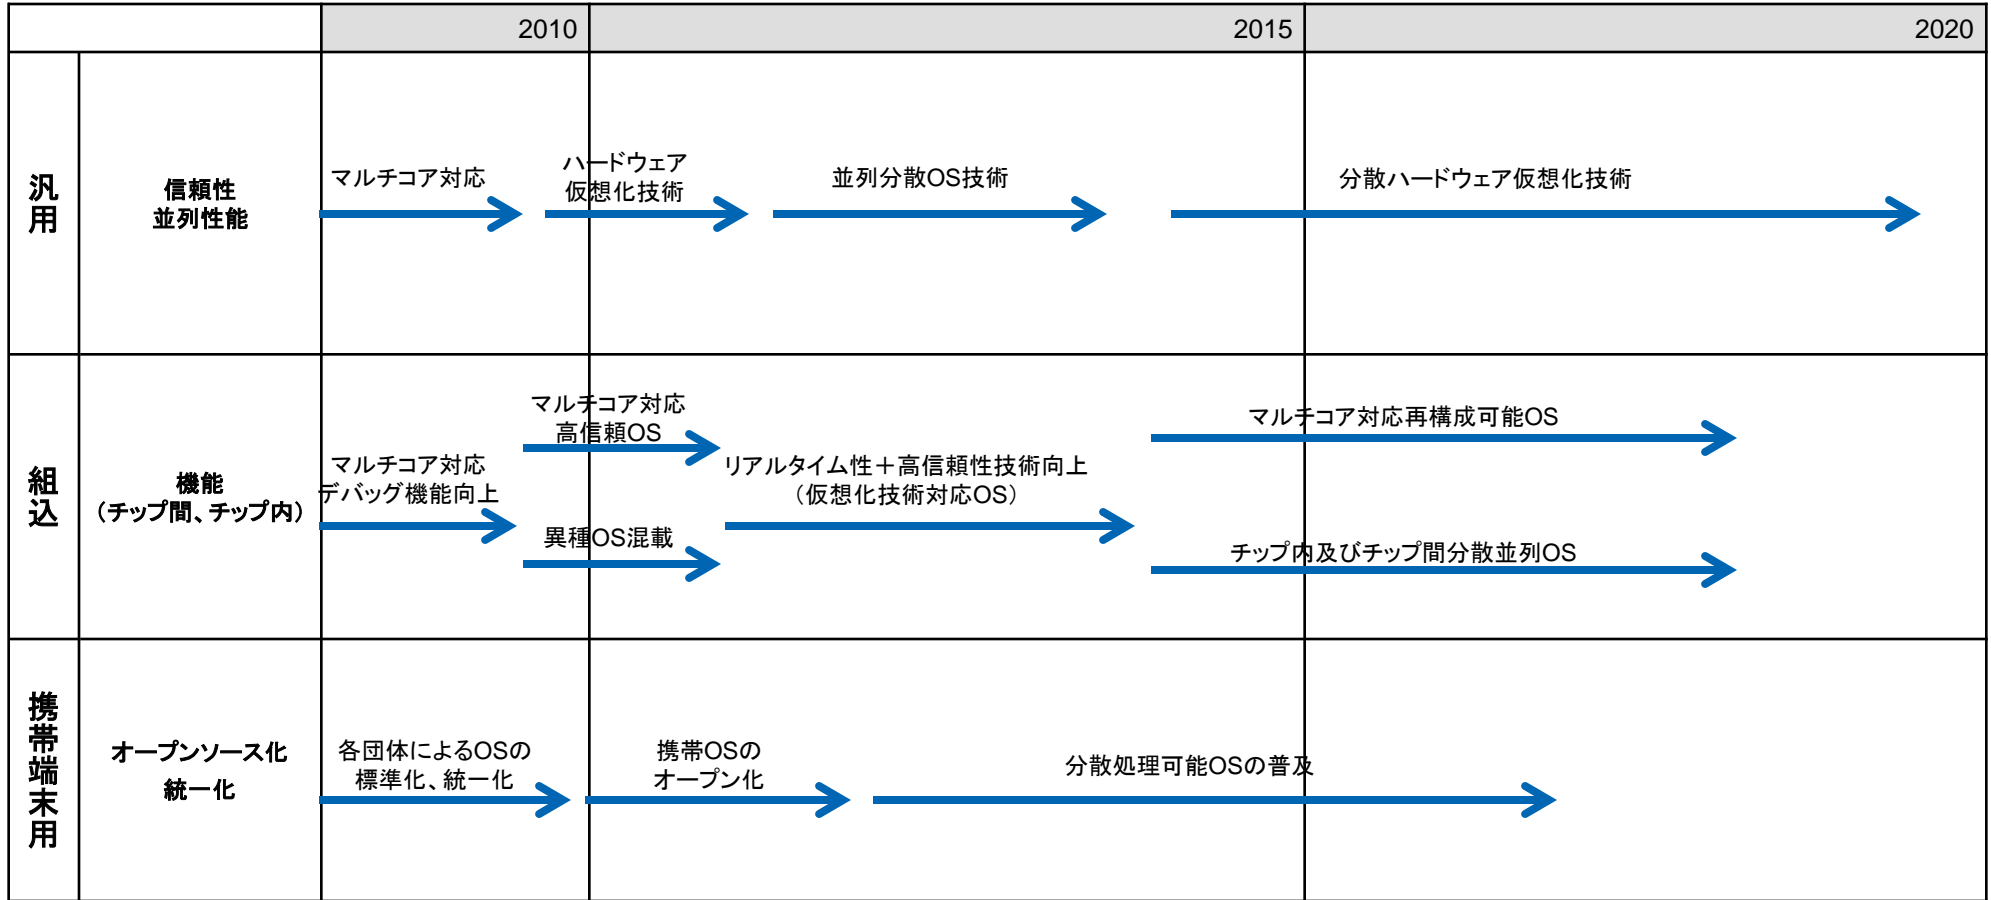 2010
2015
2020
汎用
信頼性
並列性能
マルチコア対応
ハードウェア
仮想化技術
並列分散OS技術
分散ハードウェア仮想化技術
組込
機能
（チップ間、チップ内）
マルチコア対応
デバッグ機能向上
マルチコア対応
高信頼OS
異種OS混載
リアルタイム性＋高信頼性技術向上
（仮想化技術対応OS）
マルチコア対応再構成可能OS
チップ内及びチップ間分散並列OS
携帯端末用
オープンソース化
統一化
各団体によるOSの
標準化、統一化
携帯OSの
オープン化
分散処理可能OSの普及